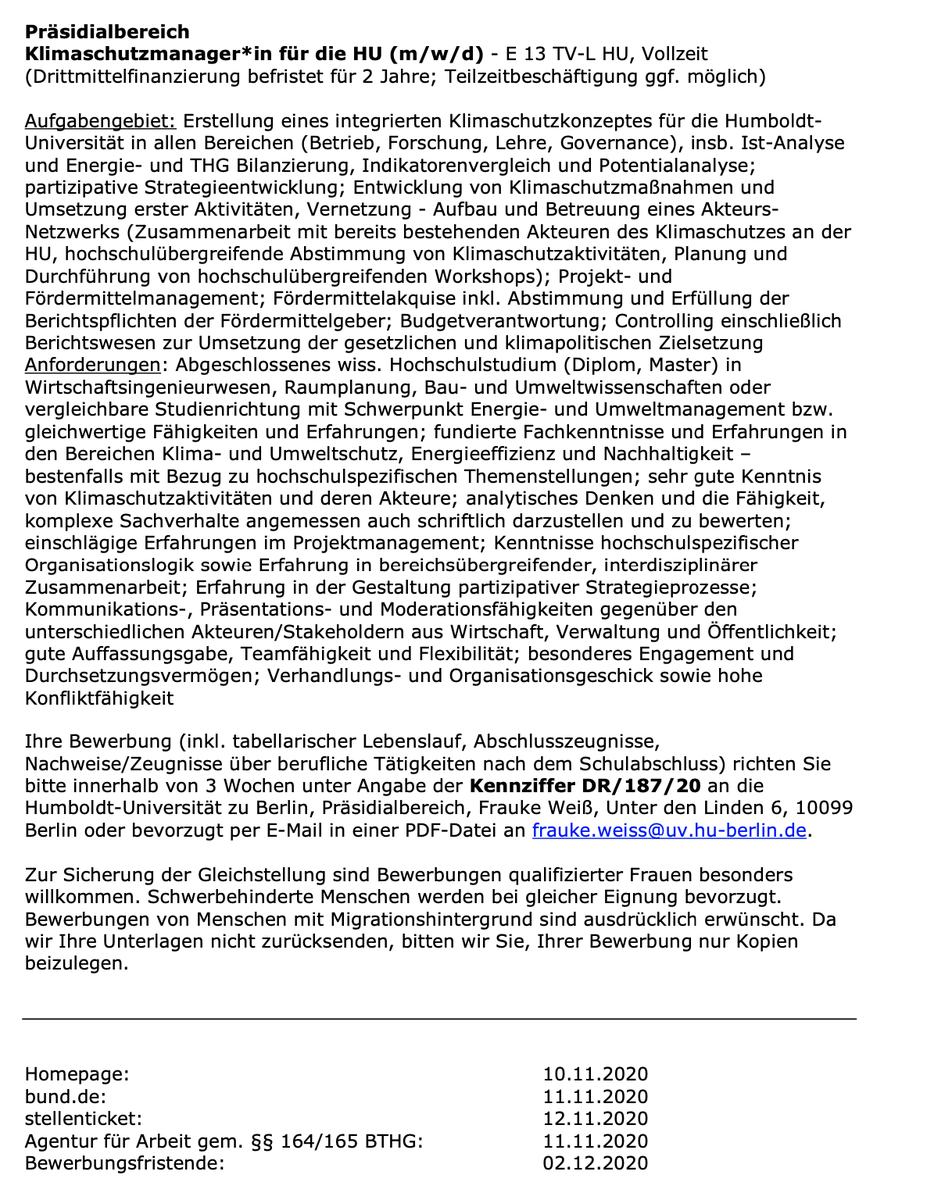 Präsidialbereich
Klimaschutzmanager*in für die HU (m/w/d) - E 13 TV-L HU, Vollzeit
(Drittmittelfinanzierung befristet für 2 Jahre; Teilzeitbeschäftigung ggf. möglich)
Aufgabengebiet: Erstellung eines integrierten Klimaschutzkonzeptes für die Humboldt-
Universität in allen Bereichen (Betrieb, Forschung, Lehre, Governance), insb. Ist-Analyse
und Energie- und THG Bilanzierung, Indikatorenvergleich und Potentialanalyse;
partizipative Strategieentwicklung; Entwicklung von Klimaschutzmaßnahmen und
Umsetzung erster Aktivitäten, Vernetzung - Aufbau und Betreuung eines Akteurs-
Netzwerks (Zusammenarbeit mit bereits bestehenden Akteuren des Klimaschutzes an der
HU, hochschulübergreifende Abstimmung von Klimaschutzaktivitäten, Planung und
Durchführung von hochschulübergreifenden Workshops); Projekt- und
Fördermittelmanagement; Fördermittelakquise inkl. Abstimmung und Erfüllung der
Berichtspflichten der Fördermittelgeber; Budgetverantwortung; Controlling einschließlich
Berichtswesen zur Umsetzung der gesetzlichen und klimapolitischen Zielsetzung
Anforderungen: Abgeschlossenes wiss. Hochschulstudium (Diplom, Master) in
Wirtschaftsingenieurwesen, Raumplanung, Bau- und Umweltwissenschaften oder
vergleichbare Studienrichtung mit Schwerpunkt Energie- und Umweltmanagement bzw.
gleichwertige Fähigkeiten und Erfahrungen; fundierte Fachkenntnisse und Erfahrungen in
den Bereichen Klima- und Umweltschutz, Energieeffizienz und Nachhaltigkeit –
bestenfalls mit Bezug zu hochschulspezifischen Themenstellungen; sehr gute Kenntnis
von Klimaschutzaktivitäten und deren Akteure; analytisches Denken und die Fähigkeit,
komplexe Sachverhalte angemessen auch schriftlich darzustellen und zu bewerten;
einschlägige Erfahrungen im Projektmanagement; Kenntnisse hochschulspezifischer
Organisationslogik sowie Erfahrung in bereichsübergreifender, interdisziplinärer
Zusammenarbeit; Erfahrung in der Gestaltung partizipativer Strategieprozesse;
Kommunikations-, Präsentations- und Moderationsfähigkeiten gegenüber den
unterschiedlichen Akteuren/Stakeholdern aus Wirtschaft, Verwaltung und Öffentlichkeit;
gute Auffassungsgabe, Teamfähigkeit und Flexibilität; besonderes Engagement und
Durchsetzungsvermögen; Verhandlungs- und Organisationsgeschick sowie hohe
Konfliktfähigkeit
Ihre Bewerbung (inkl. tabellarischer Lebenslauf, Abschlusszeugnisse,
Nachweise/Zeugnisse über berufliche Tätigkeiten nach dem Schulabschluss) richten Sie
bitte innerhalb von 3 Wochen unter Angabe der Kennziffer DR/187/20 an die
Humboldt-Universität zu Berlin, Präsidialbereich, Frauke Weiß, Unter den Linden 6, 10099
Berlin oder bevorzugt per E-Mail in einer PDF-Datei an frauke.weiss@uv.hu-berlin.de.
Zur Sicherung der Gleichstellung sind Bewerbungen qualifizierter Frauen besonders
willkommen. Schwerbehinderte Menschen werden bei gleicher Eignung bevorzugt.
Bewerbungen von Menschen mit Migrationshintergrund sind ausdrücklich erwünscht. Da
wir Ihre Unterlagen nicht zurücksenden, bitten wir Sie, Ihrer Bewerbung nur Kopien
beizulegen.
Homepage: 10.11.2020
bund.de: 11.11.2020
stellenticket: 12.11.2020
Agentur für Arbeit gem. §§ 164/165 BTHG: 11.11.2020
Bewerbungsfristende: 02.12.2020